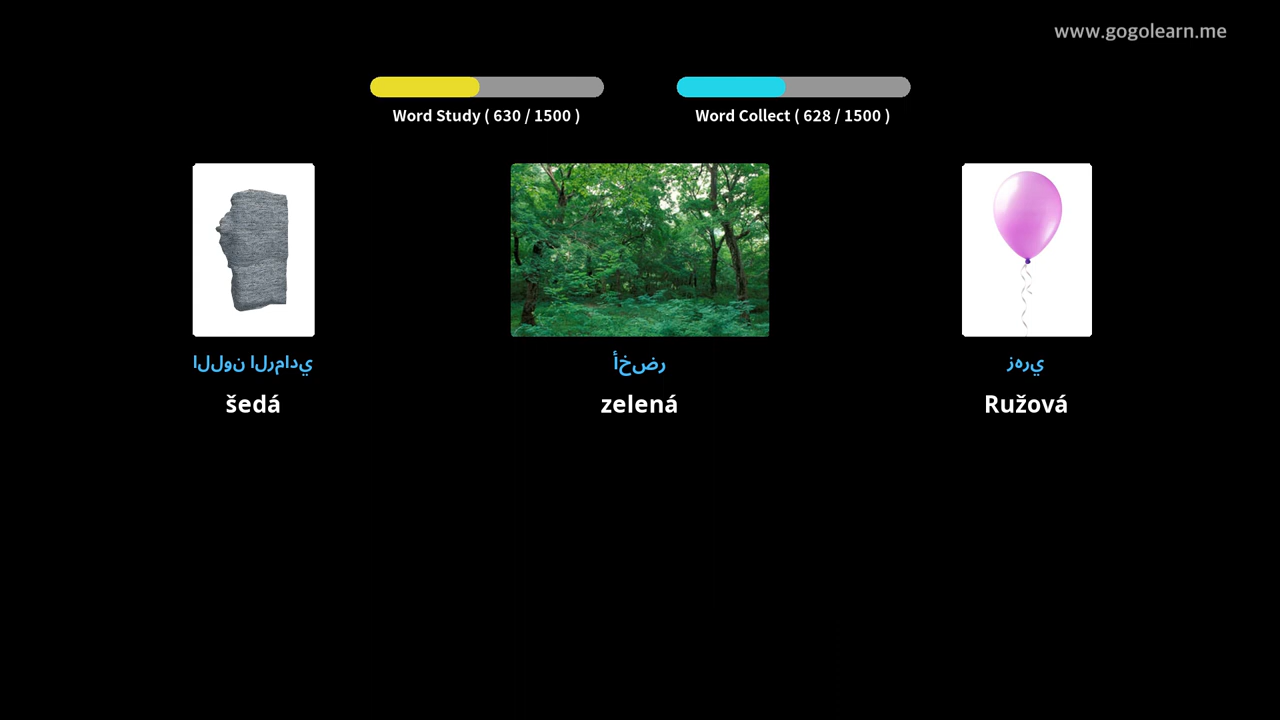 www.gogolearn.me
Word Study ( 630 / 1500 )
Word Collect ( 628 / 1500 )
اللون الرمادي
أخضر
زهري
šedá
zelená
Ružová